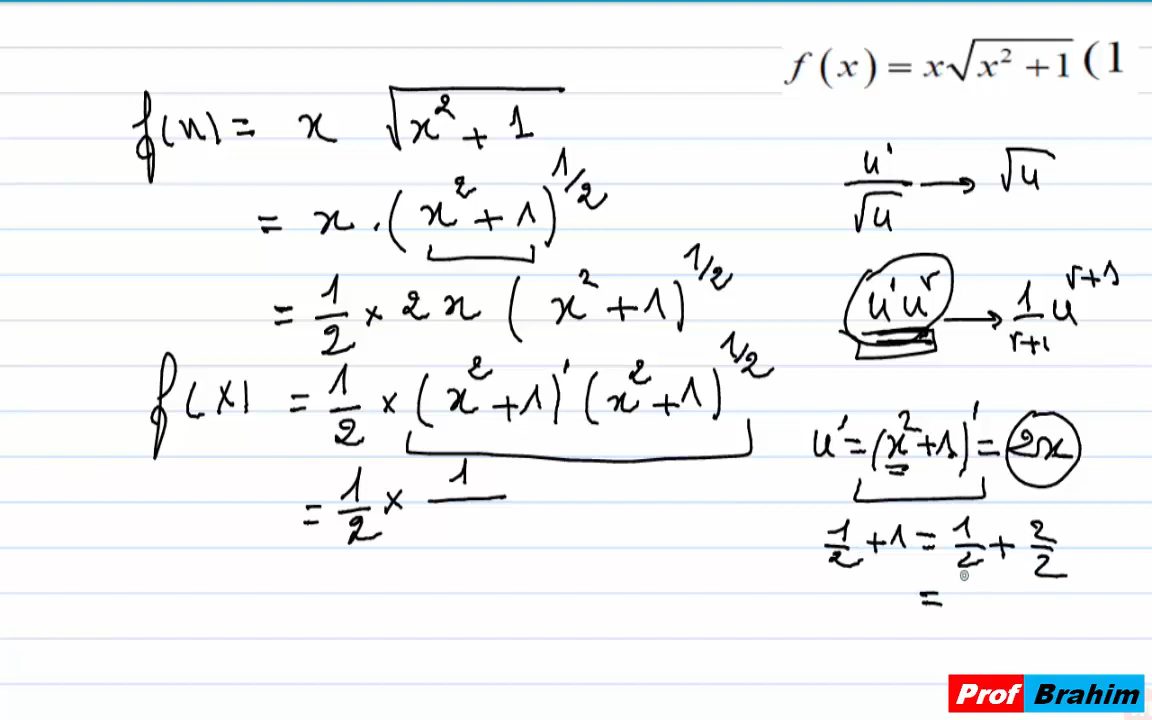 f(x) = x√(x² + 1) (1
f(x) = x √(x² + 1)
= x · (x² + 1)^1/2
= 1/2 × 2x (x² + 1)^1/2
f(x) = 1/2 × (x² + 1)' (x² + 1)^1/2
= 1/2 × 1/
u'/√u → √u
u'u^r → 1/(r+1) u^r+1
u' = (x² + 1)' = 2x
1/2 + 1 = 1/2 + 2/2
=
Prof Brahim